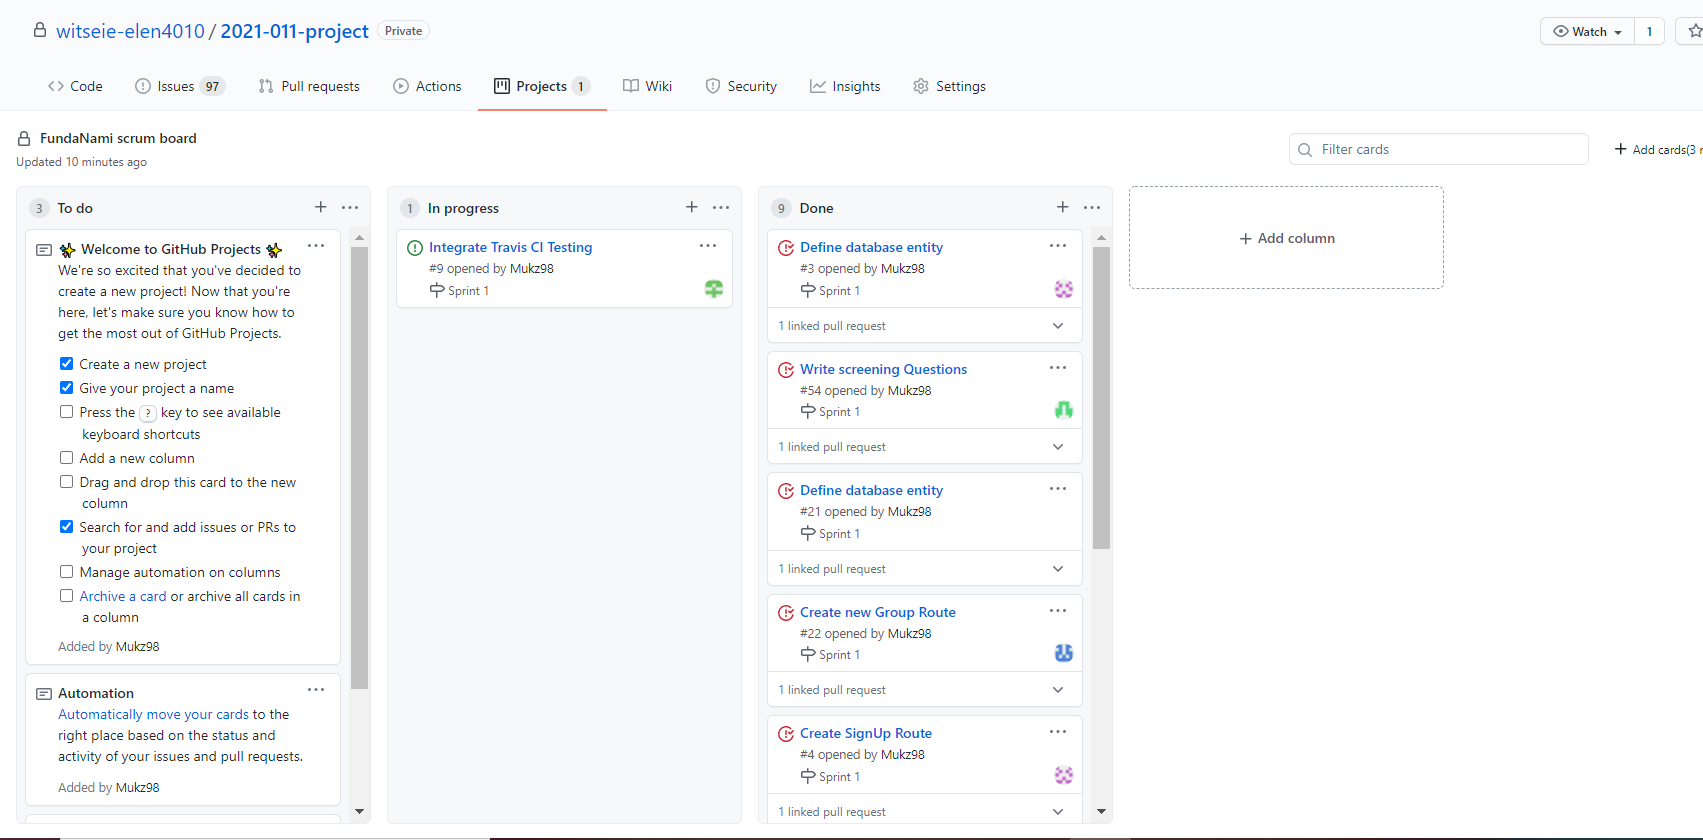 witseie-elen4010 / 2021-011-project Private
Watch 1
Code Issues 97 Pull requests Actions Projects 1 Wiki Security Insights Settings
FundaNami scrum board
Updated 10 minutes ago
Filter cards
Add cards(3
3 To do
✨ Welcome to GitHub Projects ✨
We're so excited that you've decided to
create a new project! Now that you're
here, let's make sure you know how to
get the most out of GitHub Projects.
Create a new project
Give your project a name
Press the ? key to see available
keyboard shortcuts
Add a new column
Drag and drop this card to the new
column
Search for and add issues or PRs to
your project
Manage automation on columns
Archive a card or archive all cards in
a column
Added by Mukz98
Automation
Automatically move your cards to the
right place based on the status and
activity of your issues and pull requests.
Added by Mukz98
1 In progress
Integrate Travis CI Testing
#9 opened by Mukz98
Sprint 1
9 Done
Define database entity
#3 opened by Mukz98
Sprint 1
1 linked pull request
Write screening Questions
#54 opened by Mukz98
Sprint 1
1 linked pull request
Define database entity
#21 opened by Mukz98
Sprint 1
1 linked pull request
Create new Group Route
#22 opened by Mukz98
Sprint 1
1 linked pull request
Create SignUp Route
#4 opened by Mukz98
Sprint 1
1 linked pull request
Add column